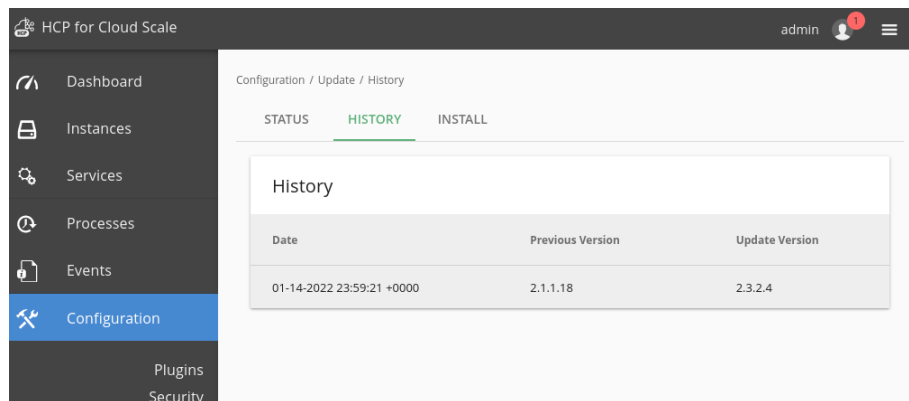 HCP for Cloud Scale
admin 1
Dashboard
Instances
Services
Processes
Events
Configuration
Plugins
Security
Configuration / Update / History
STATUS HISTORY INSTALL
History
Date Previous Version Update Version
01-14-2022 23:59:21 +0000 2.1.1.18 2.3.2.4